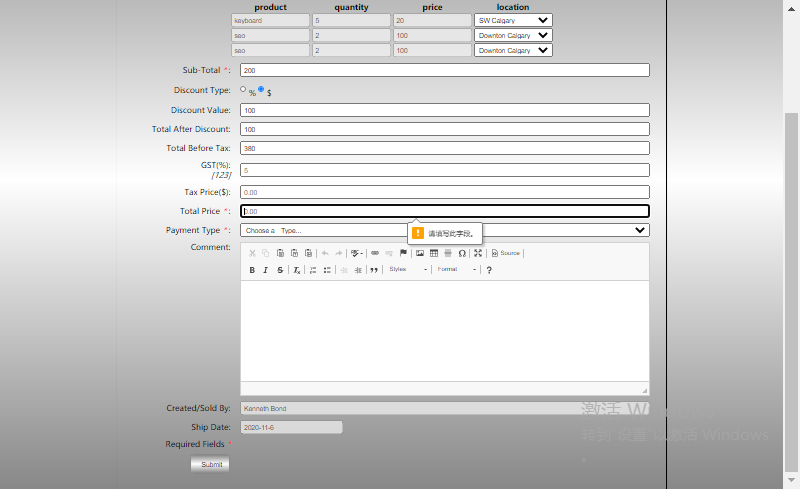 product quantity price location
keyboard 5 20 SW Calgary
seo 2 100 Downton Calgary
seo 2 100 Downton Calgary
Sub-Total *: 200
Discount Type: % $
Discount Value: 100
Total After Discount: 100
Total Before Tax: 380
GST(%): 5
[123]
Tax Price($): 0.00
Total Price *: 0.00
Payment Type *: Choose a Type...
请填写此字段。
Comment:
Source
B I S Tx Styles Format ?
Created/Sold By: Kenneth Bond
Ship Date: 2020-11-6
Required Fields *
Submit
激活 Windows
转到"设置"以激活 Windows
。